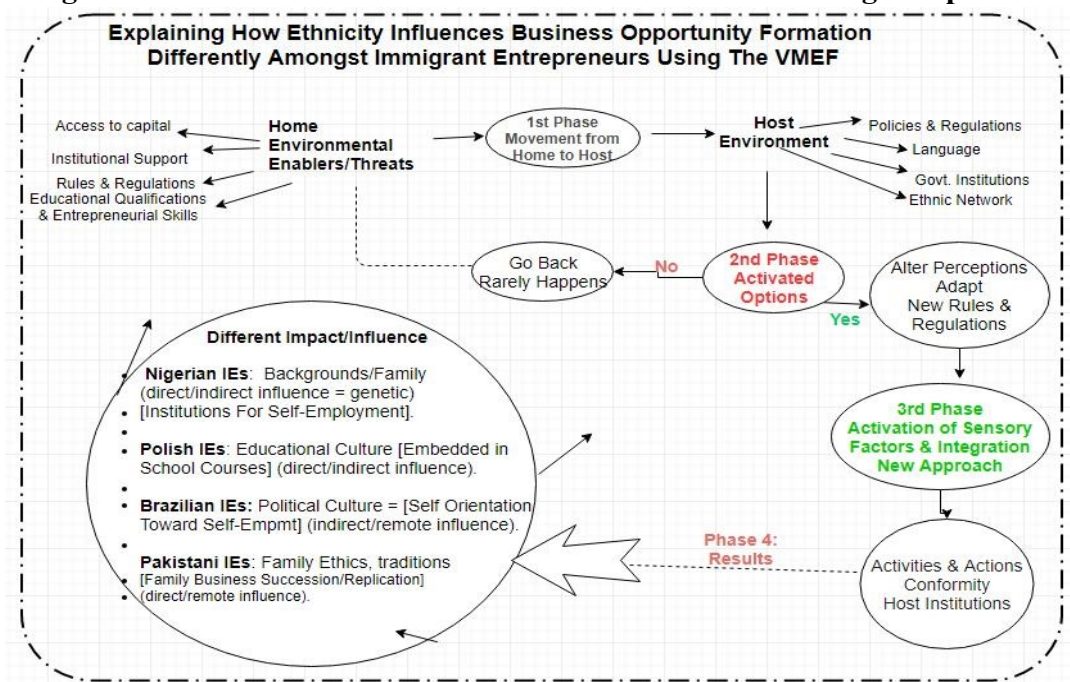 Explaining How Ethnicity Influences Business Opportunity Formation
Differently Amongst Immigrant Entrepreneurs Using The VMEF
Access to capital
Institutional Support
Rules & Regulations
Educational Qualifications
& Entrepreneurial Skills
Home
Environmental
Enablers/Threats
1st Phase
Movement from
Home to Host
Host
Environment
Policies & Regulations
Language
Govt. Institutions
Ethnic Network
Go Back
Rarely Happens
No
2nd Phase
Activated
Options
Yes
Alter Perceptions
Adapt
New Rules &
Regulations
3rd Phase
Activation of Sensory
Factors & Integration
New Approach
Activities & Actions
Conformity
Host Institutions
Phase 4:
Results
Different Impact/Influence
Nigerian IEs: Backgrounds/Family
(direct/indirect influence = genetic)
[Institutions For Self-Employment].
Polish IEs: Educational Culture [Embedded in
School Courses] (direct/indirect influence).
Brazilian IEs: Political Culture = [Self Orientation
Toward Self-Empmt] (indirect/remote influence).
Pakistani IEs: Family Ethics, traditions
[Family Business Succession/Replication]
(direct/remote influence).